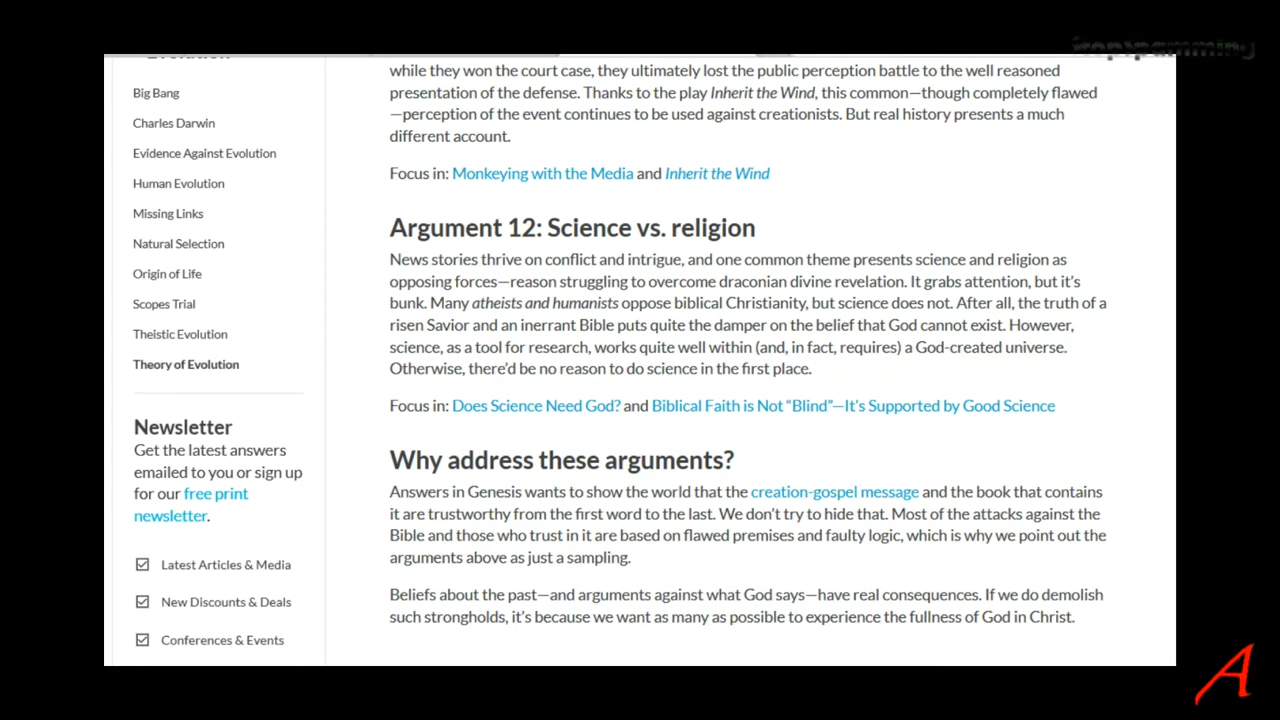 Evolution
Big Bang
Charles Darwin
Evidence Against Evolution
Human Evolution
Missing Links
Natural Selection
Origin of Life
Scopes Trial
Theistic Evolution
Theory of Evolution
Newsletter
Get the latest answers
emailed to you or sign up
for our free print
newsletter.
Latest Articles & Media
New Discounts & Deals
Conferences & Events
while they won the court case, they ultimately lost the public perception battle to the well reasoned
presentation of the defense. Thanks to the play Inherit the Wind, this common—though completely flawed
—perception of the event continues to be used against creationists. But real history presents a much
different account.
Focus in: Monkeying with the Media and Inherit the Wind
Argument 12: Science vs. religion
News stories thrive on conflict and intrigue, and one common theme presents science and religion as
opposing forces—reason struggling to overcome draconian divine revelation. It grabs attention, but it's
bunk. Many atheists and humanists oppose biblical Christianity, but science does not. After all, the truth of a
risen Savior and an inerrant Bible puts quite the damper on the belief that God cannot exist. However,
science, as a tool for research, works quite well within (and, in fact, requires) a God-created universe.
Otherwise, there'd be no reason to do science in the first place.
Focus in: Does Science Need God? and Biblical Faith is Not “Blind”—It's Supported by Good Science
Why address these arguments?
Answers in Genesis wants to show the world that the creation-gospel message and the book that contains
it are trustworthy from the first word to the last. We don't try to hide that. Most of the attacks against the
Bible and those who trust in it are based on flawed premises and faulty logic, which is why we point out the
arguments above as just a sampling.
Beliefs about the past—and arguments against what God says—have real consequences. If we do demolish
such strongholds, it's because we want as many as possible to experience the fullness of God in Christ.
A